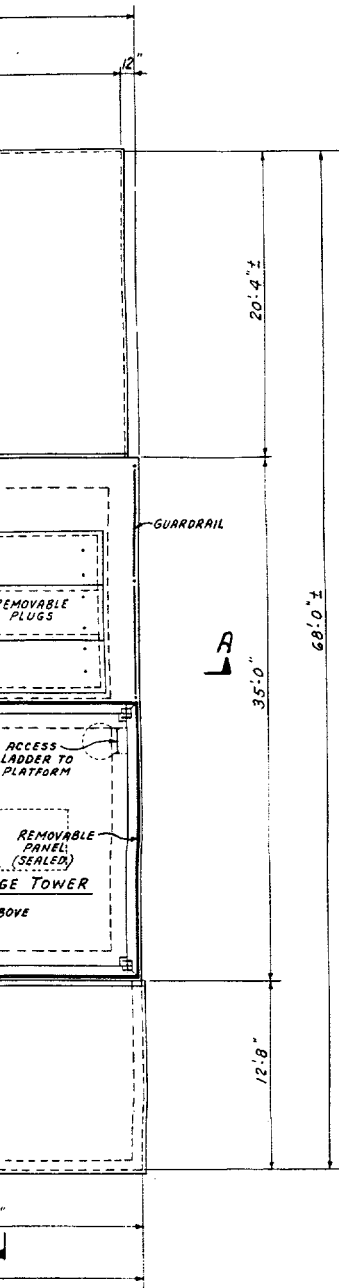 12"
20'-4"±
GUARDRAIL
REMOVABLE
PLUGS
68'-0"±
A
35'-0"
ACCESS
LADDER TO
PLATFORM
REMOVABLE
PANEL
(SEALED)
GE TOWER
BOVE
12'-8"
"